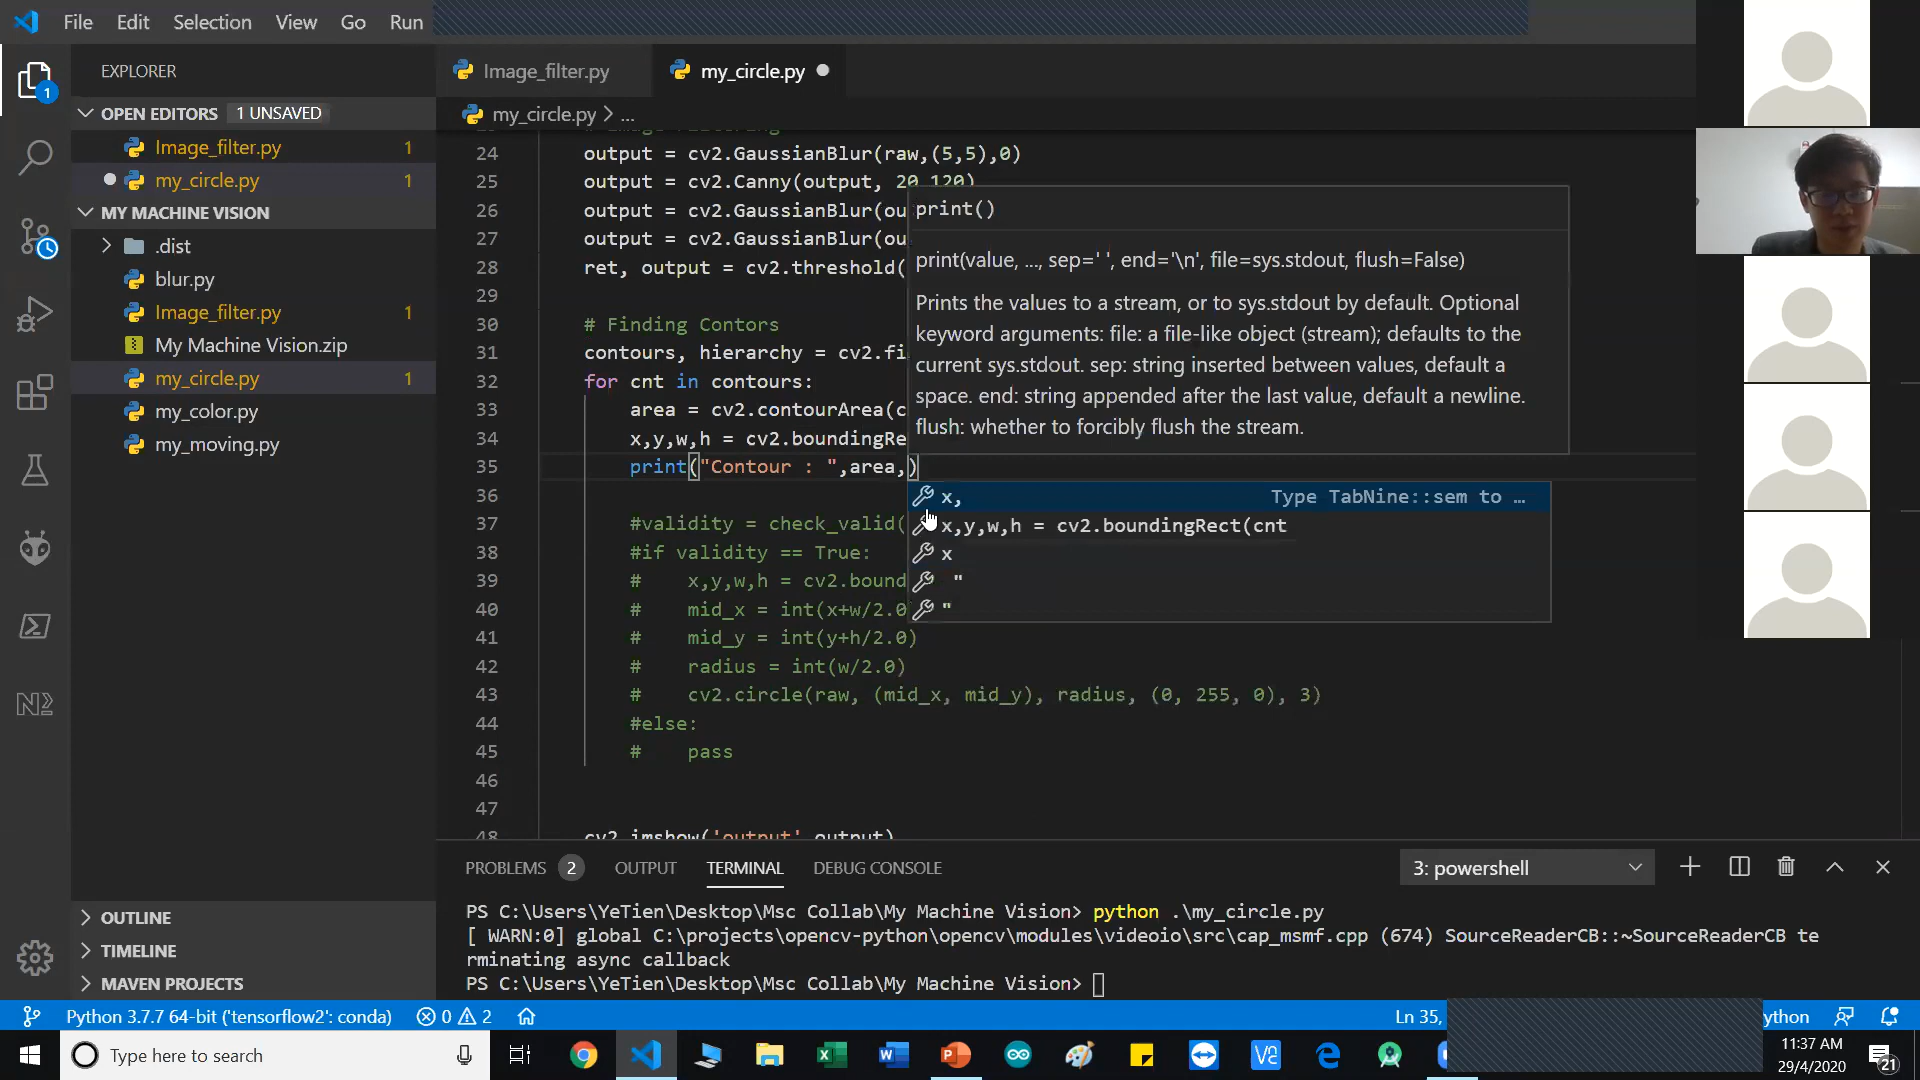 File Edit Selection View Go Run
EXPLORER
OPEN EDITORS 1 UNSAVED
Image_filter.py 1
my_circle.py 1
MY MACHINE VISION
.dist
blur.py
Image_filter.py 1
My Machine Vision.zip
my_circle.py 1
my_color.py
my_moving.py
OUTLINE
TIMELINE
MAVEN PROJECTS
1
Image_filter.py my_circle.py
my_circle.py > ...
24 output = cv2.GaussianBlur(raw,(5,5),0)
25 output = cv2.Canny(output, 20,120)
26 output = cv2.GaussianBlur(ou
27 output = cv2.GaussianBlur(ou
28 ret, output = cv2.threshold(
29
30 # Finding Contors
31 contours, hierarchy = cv2.fi
32 for cnt in contours:
33 area = cv2.contourArea(c
34 x,y,w,h = cv2.boundingRe
35 print("Contour : ",area,)
36
37 #validity = check_valid(
38 #if validity == True:
39 # x,y,w,h = cv2.bound
40 # mid_x = int(x+w/2.0
41 # mid_y = int(y+h/2.0)
42 # radius = int(w/2.0)
43 # cv2.circle(raw, (mid_x, mid_y), radius, (0, 255, 0), 3)
44 #else:
45 # pass
46
47
48 cv2.imshow('output',output)
print()
print(value, ..., sep=' ', end='\n', file=sys.stdout, flush=False)
Prints the values to a stream, or to sys.stdout by default. Optional
keyword arguments: file: a file-like object (stream); defaults to the
current sys.stdout. sep: string inserted between values, default a
space. end: string appended after the last value, default a newline.
flush: whether to forcibly flush the stream.
x, Type TabNine::sem to ...
x,y,w,h = cv2.boundingRect(cnt
x
"
"
PROBLEMS 2 OUTPUT TERMINAL DEBUG CONSOLE 3: powershell
PS C:\Users\YeTien\Desktop\Msc Collab\My Machine Vision> python .\my_circle.py
[ WARN:0] global C:\projects\opencv-python\opencv\modules\videoio\src\cap_msmf.cpp (674) SourceReaderCB::~SourceReaderCB te
rminating async callback
PS C:\Users\YeTien\Desktop\Msc Collab\My Machine Vision>
Python 3.7.7 64-bit ('tensorflow2': conda) 0 2 Ln 35, ython
Type here to search
11:37 AM
29/4/2020
21